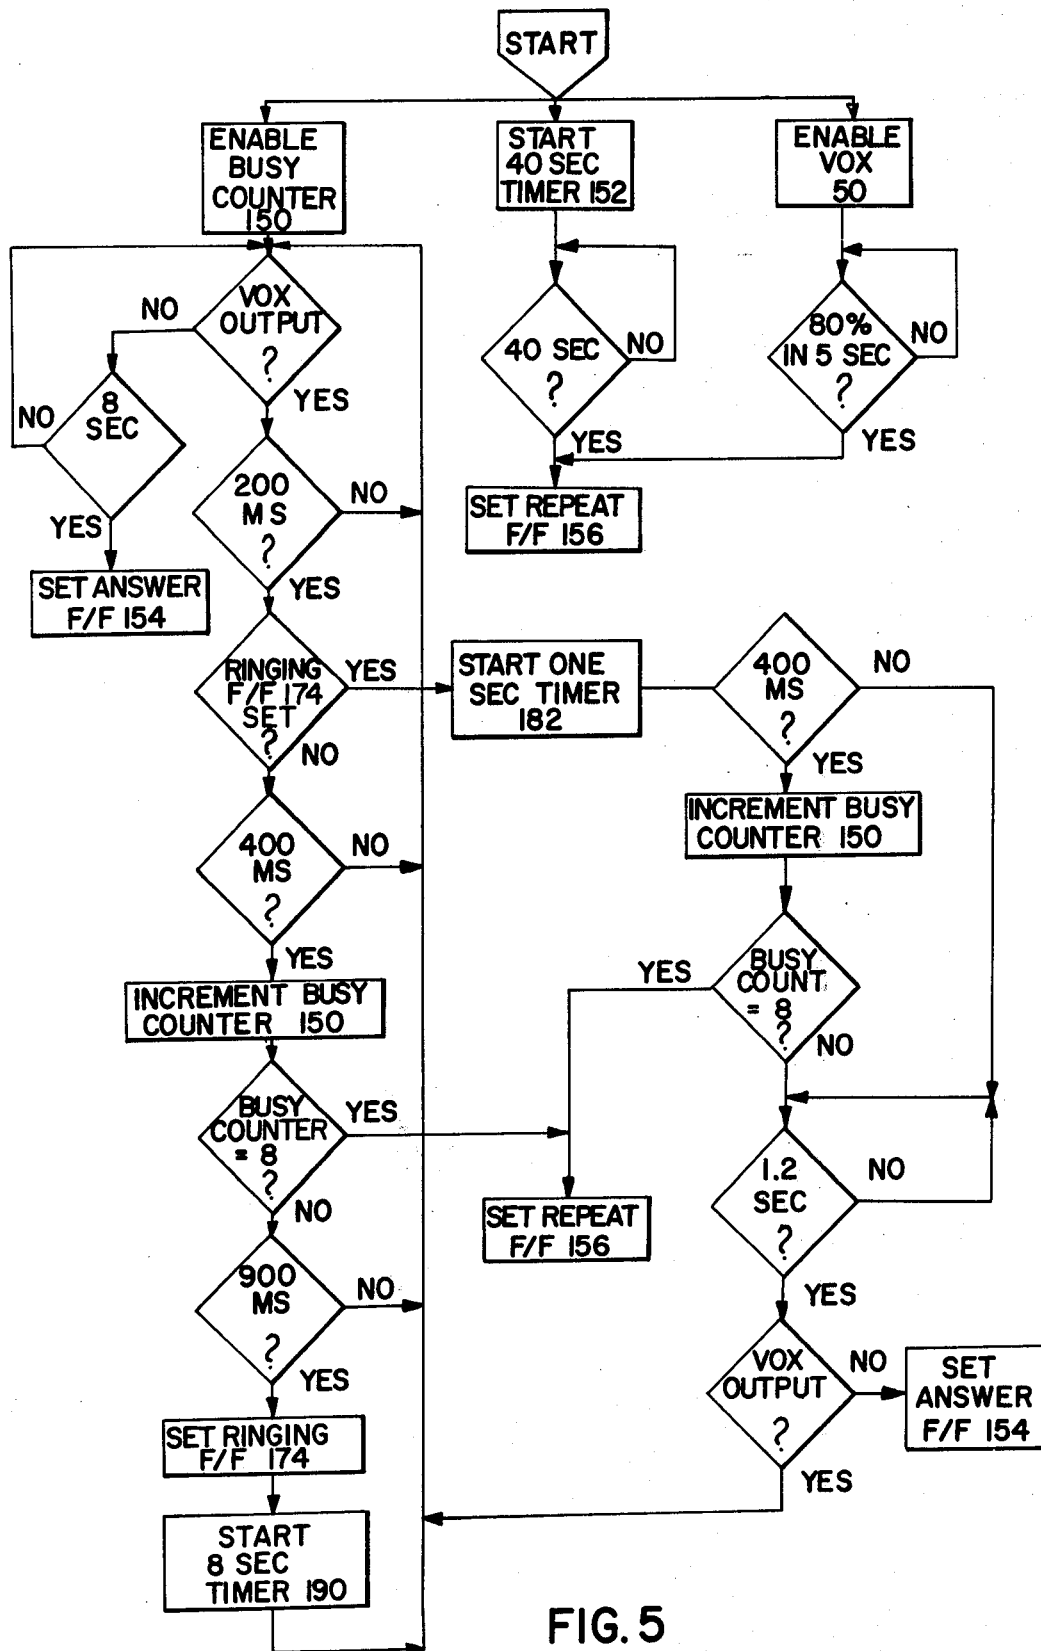 START
ENABLE
BUSY
COUNTER
150
START
40 SEC
TIMER 152
ENABLE
VOX
50
VOX
OUTPUT
?
NO
YES
8
SEC
NO
YES
SET ANSWER
F/F 154
40 SEC
?
NO
YES
80%
IN 5 SEC
?
NO
YES
SET REPEAT
F/F 156
200
MS
?
NO
YES
RINGING
F/F 174
SET
?
YES
NO
START ONE
SEC TIMER
182
400
MS
?
NO
YES
INCREMENT BUSY
COUNTER 150
400
MS
?
NO
YES
INCREMENT BUSY
COUNTER 150
BUSY
COUNT
= 8
?
YES
NO
BUSY
COUNTER
= 8
?
YES
NO
SET REPEAT
F/F 156
1.2
SEC
?
NO
YES
900
MS
?
NO
YES
VOX
OUTPUT
?
NO
YES
SET
ANSWER
F/F 154
SET RINGING
F/F 174
START
8 SEC
TIMER 190
FIG. 5